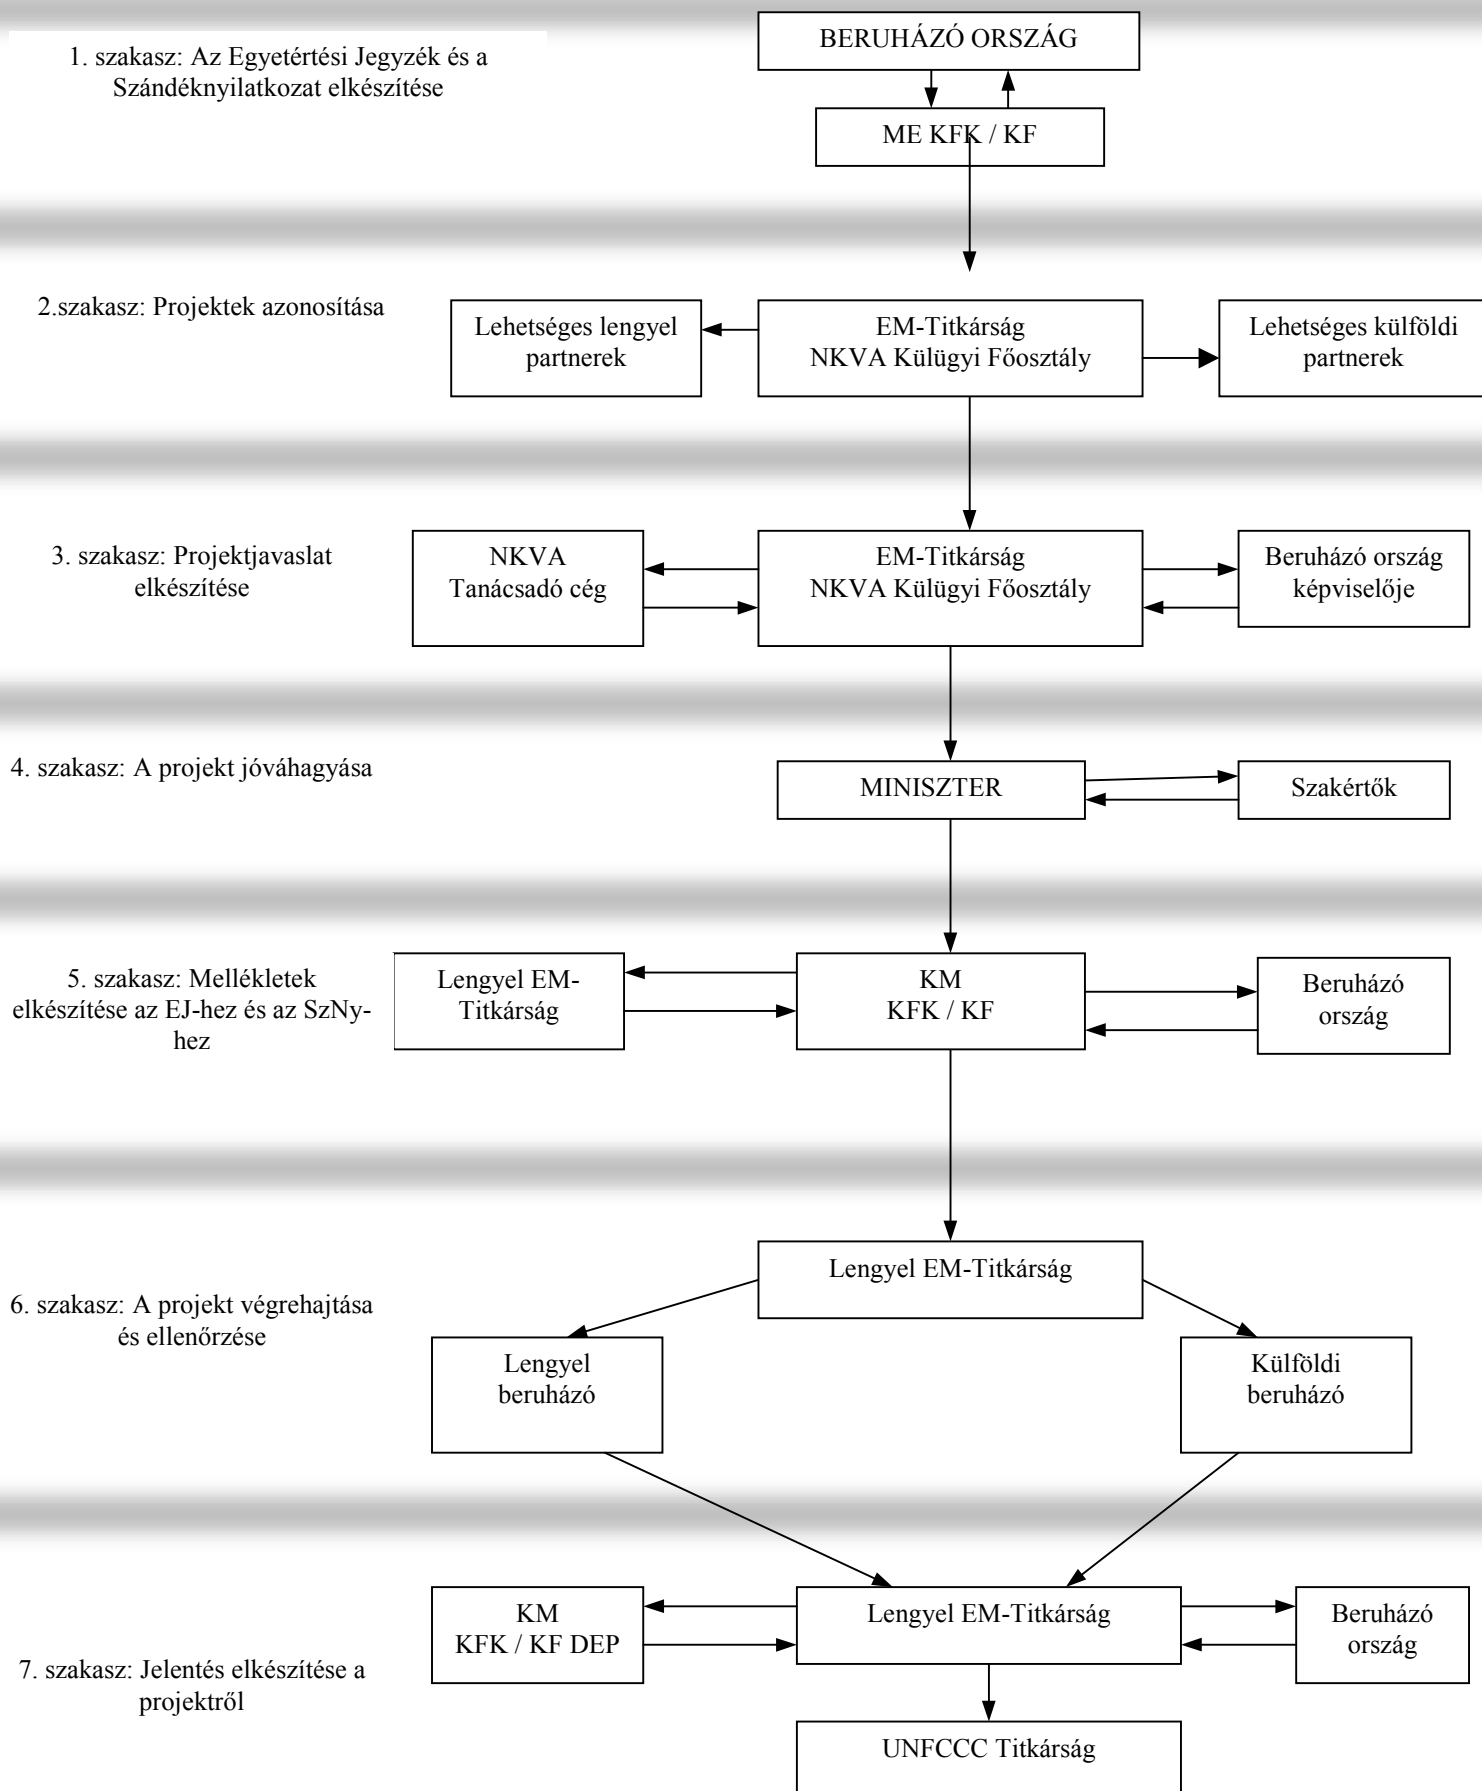 1. szakasz: Az Egyetértési Jegyzék és a
Szándéknyilatkozat elkészítése
BERUHÁZÓ ORSZÁG
ME KFK / KF
2.szakasz: Projektek azonosítása
Lehetséges lengyel
partnerek
EM-Titkárság
NKVA Külügyi Főosztály
Lehetséges külföldi
partnerek
3. szakasz: Projektjavaslat
elkészítése
NKVA
Tanácsadó cég
EM-Titkárság
NKVA Külügyi Főosztály
Beruházó ország
képviselője
4. szakasz: A projekt jóváhagyása
MINISZTER
Szakértők
5. szakasz: Mellékletek
elkészítése az EJ-hez és az SzNy-
hez
Lengyel EM-
Titkárság
KM
KFK / KF
Beruházó
ország
6. szakasz: A projekt végrehajtása
és ellenőrzése
Lengyel EM-Titkárság
Lengyel
beruházó
Külföldi
beruházó
7. szakasz: Jelentés elkészítése a
projektről
KM
KFK / KF DEP
Lengyel EM-Titkárság
Beruházó
ország
UNFCCC Titkárság